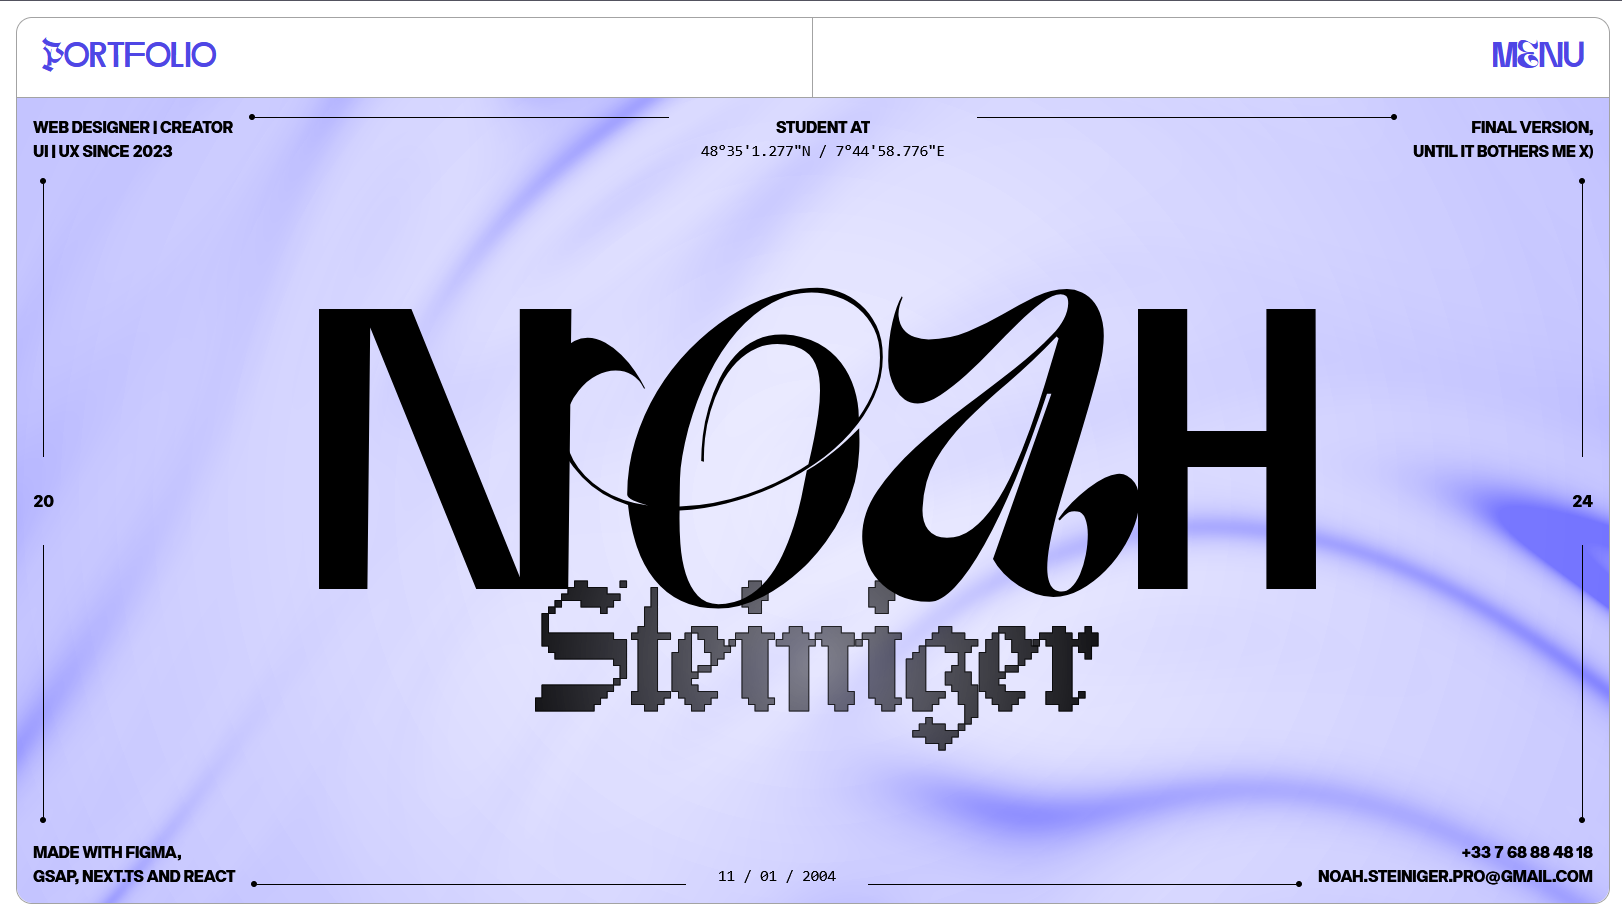 PORTFOLIO
MENU
WEB DESIGNER | CREATOR
UI | UX SINCE 2023
STUDENT AT
48°35'1.277"N / 7°44'58.776"E
FINAL VERSION,
UNTIL IT BOTHERS ME X)
NOAH
Steiniger
20
24
MADE WITH FIGMA,
GSAP, NEXT.TS AND REACT
11 / 01 / 2004
+33 7 68 88 48 18
NOAH.STEINIGER.PRO@GMAIL.COM